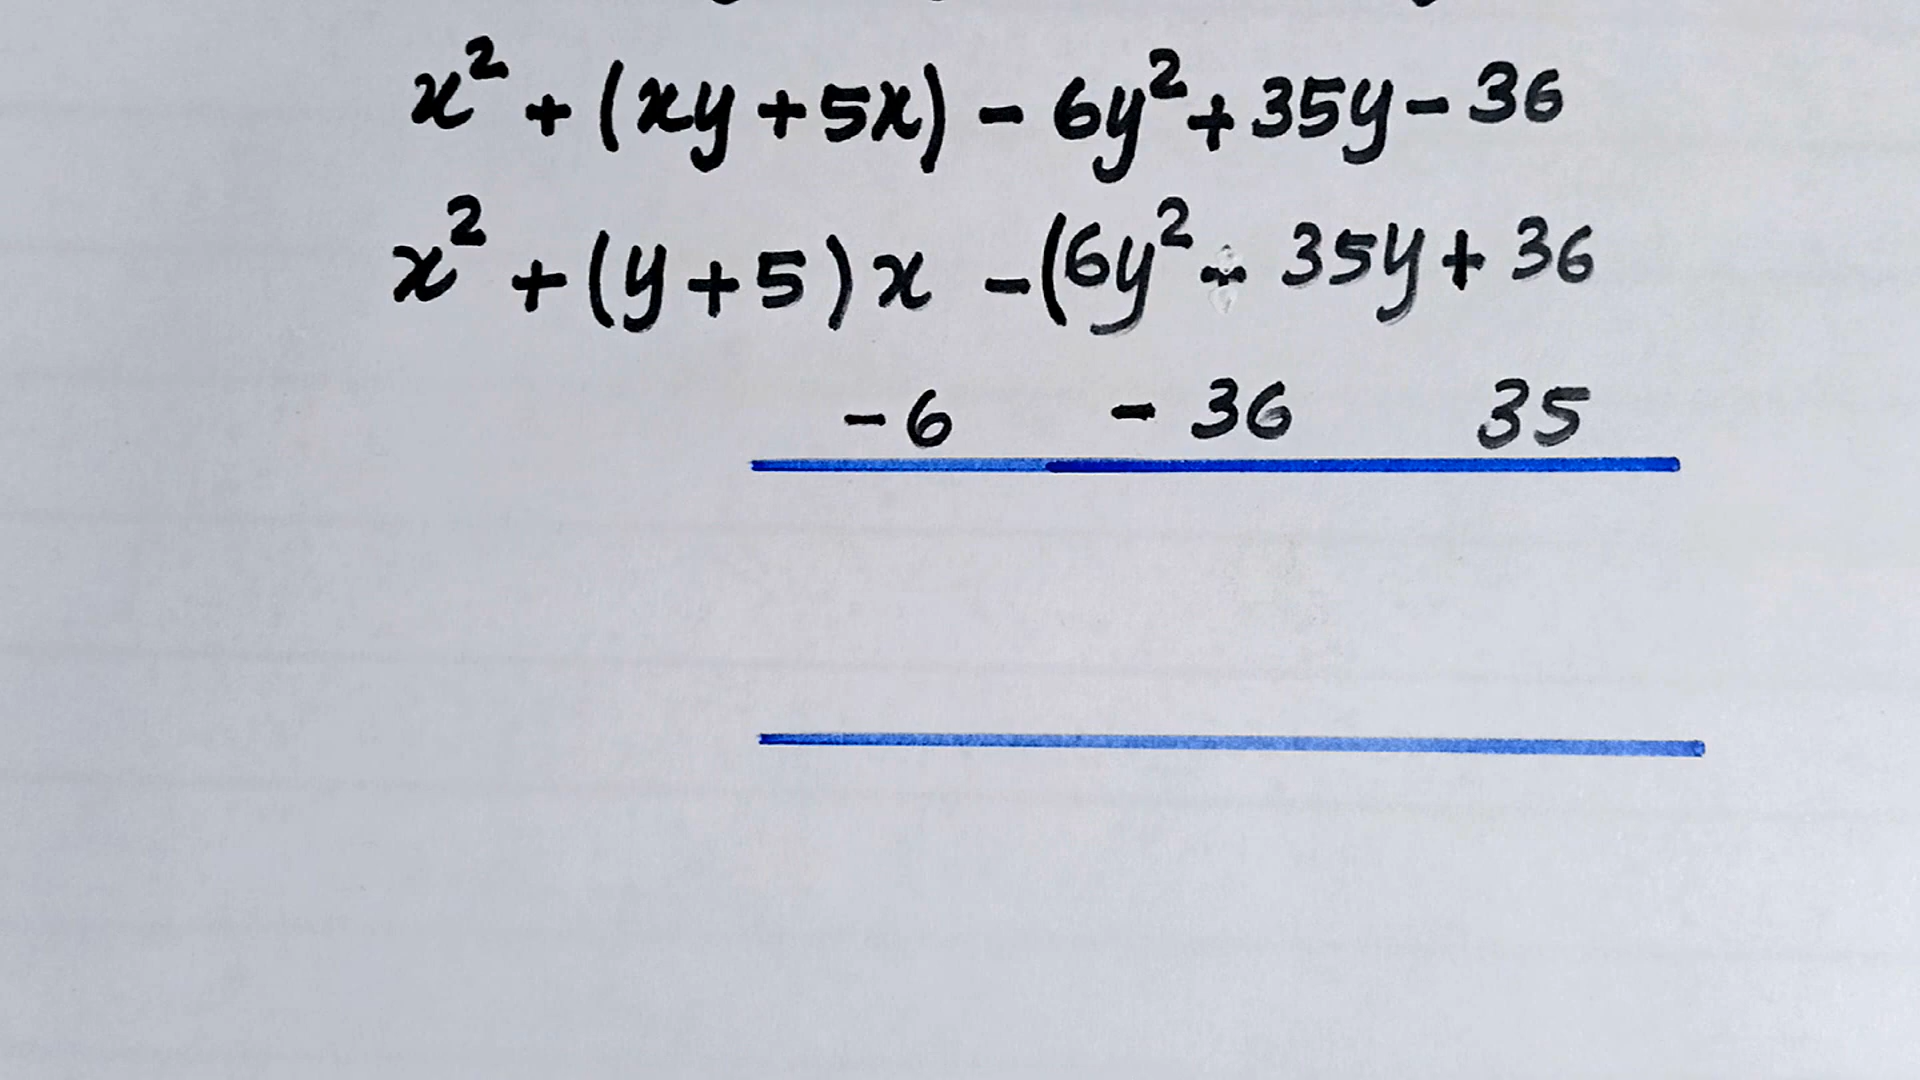 x² + (xy + 5x) - 6y² + 35y - 36
x² + (y + 5) x - (6y² - 35y + 36
-6 - 36 35